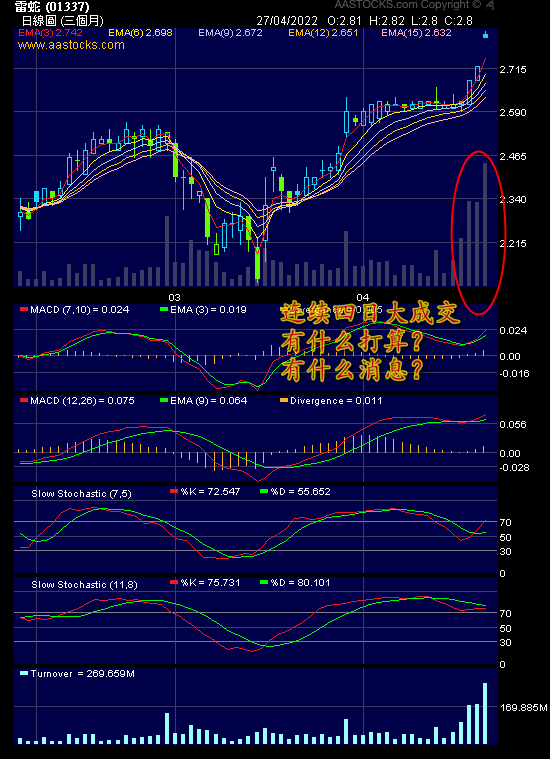 雷蛇 (01337)
日線圖 (三個月)
AASTOCKS.com Copyright ©
27/04/2022 O:2.81 H:2.82 L:2.8 C:2.8
EMA(3) 2.742 EMA(6) 2.698 EMA(9) 2.672 EMA(12) 2.651 EMA(15) 2.632
www.aastocks.com
2.715
2.590
2.465
2.340
2.215
03 04
MACD (7,10) = 0.024 EMA (3) = 0.019
连续四月大成交
有什么打算?
有什么消息?
0.024
0.00
-0.016
MACD (12,26) = 0.075 EMA (9) = 0.064 Divergence = 0.011
0.056
0.00
-0.028
Slow Stochastic (7,5) %K = 72.547 %D = 55.652
70
50
30
0
Slow Stochastic (11,8) %K = 75.731 %D = 80.101
70
50
30
0
Turnover = 269.659M
169.885M